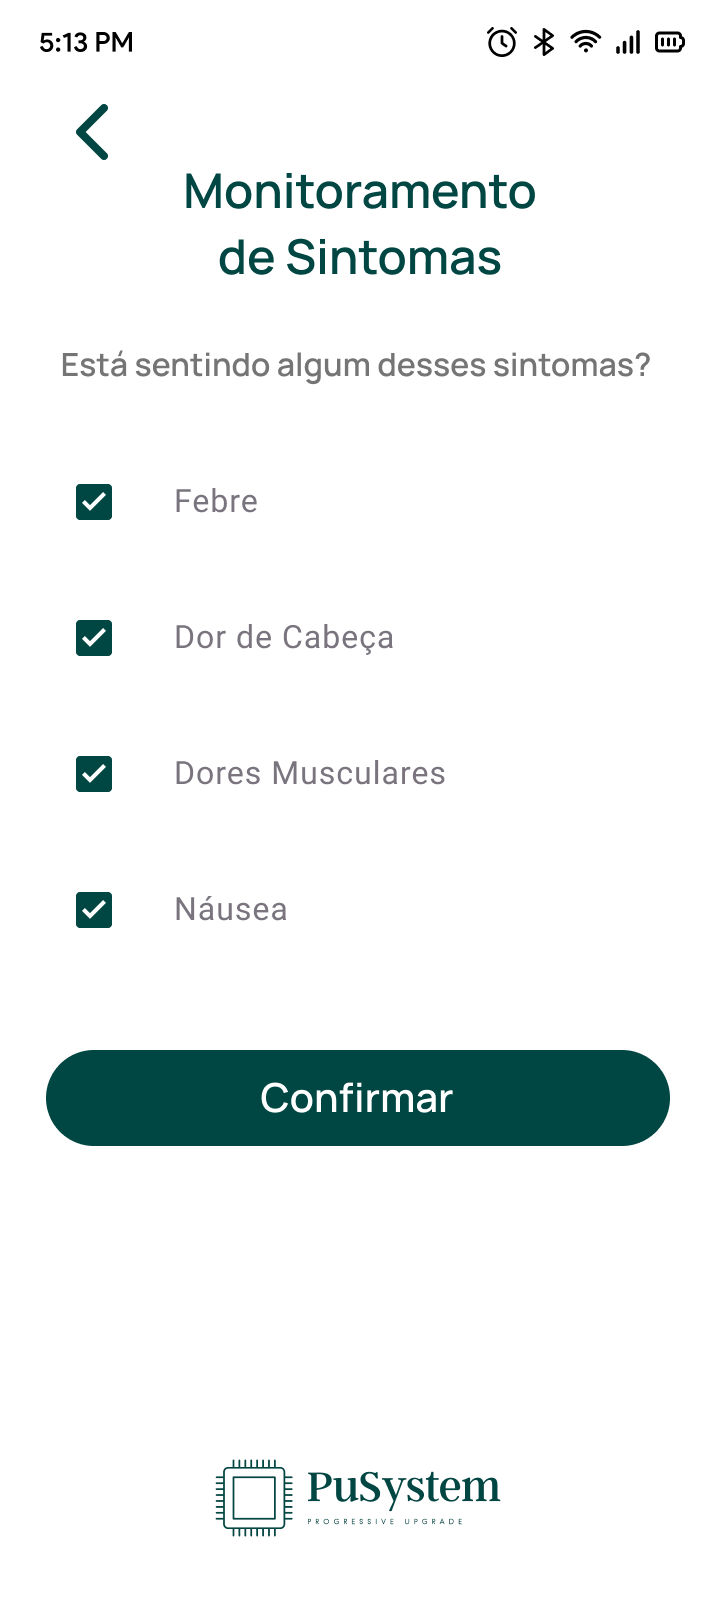 5:13 PM
Monitoramento
de Sintomas
Está sentindo algum desses sintomas?
Febre
Dor de Cabeça
Dores Musculares
Náusea
Confirmar
PuSystem
PROGRESSIVE UPGRADE